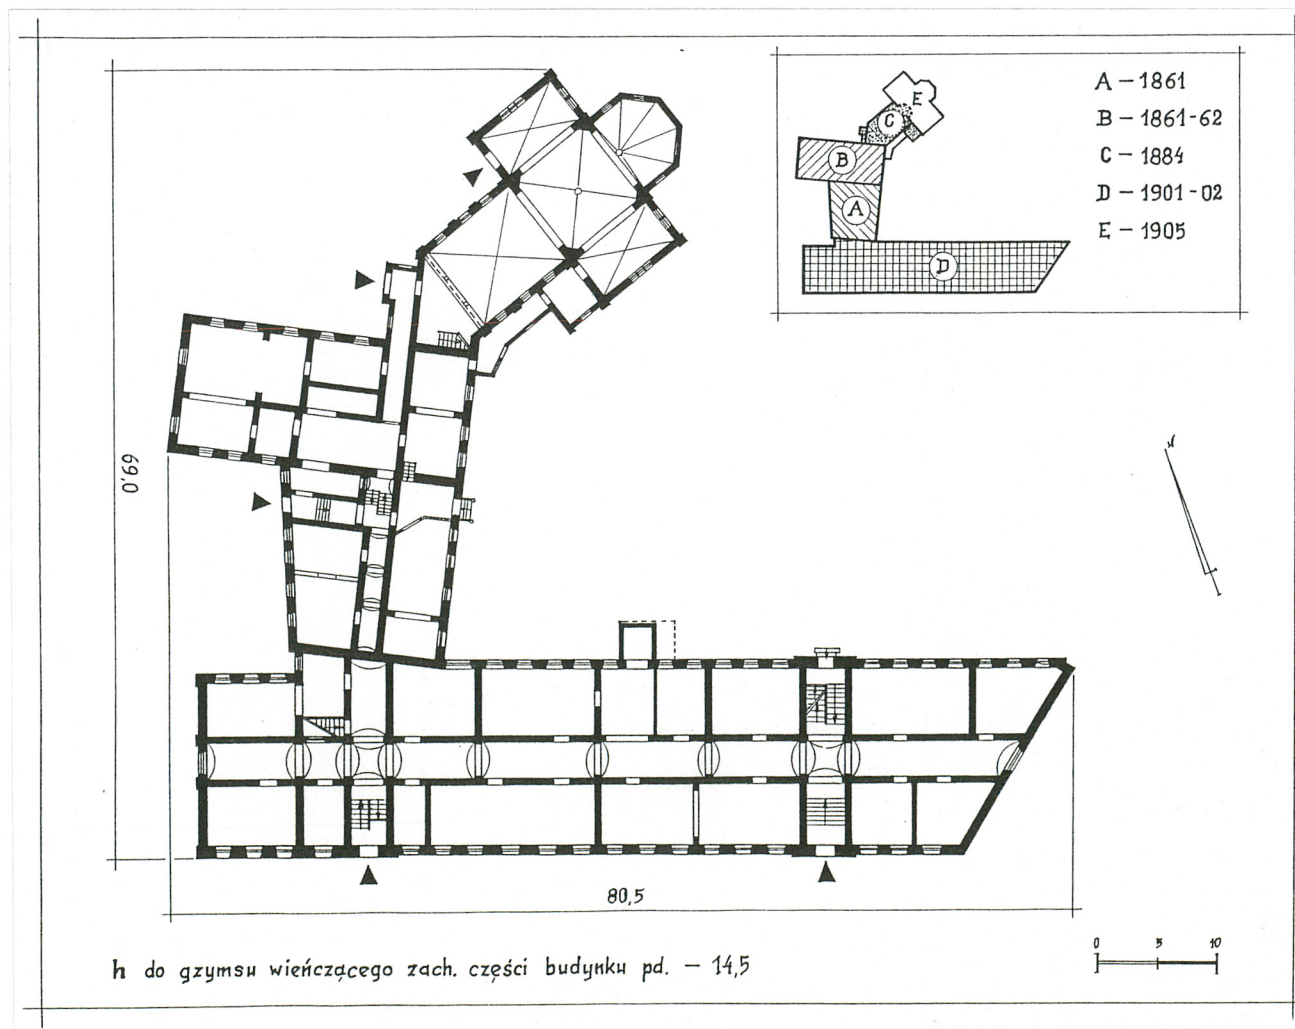 A – 1861
B – 1861-62
C – 1884
D – 1901-02
E – 1905
E
C
B
A
D
69,0
N
80,5
0 5 10
h do gzymsu wieńczącego zach. części budynku pd. – 14,5